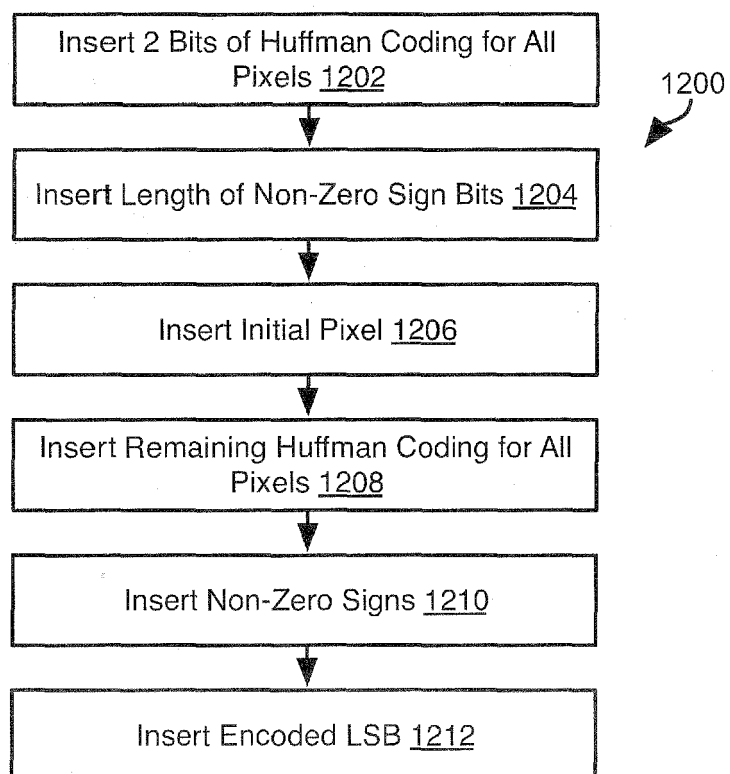 Insert 2 Bits of Huffman Coding for All
Pixels 1202
1200
Insert Length of Non-Zero Sign Bits 1204
Insert Initial Pixel 1206
Insert Remaining Huffman Coding for All
Pixels 1208
Insert Non-Zero Signs 1210
Insert Encoded LSB 1212